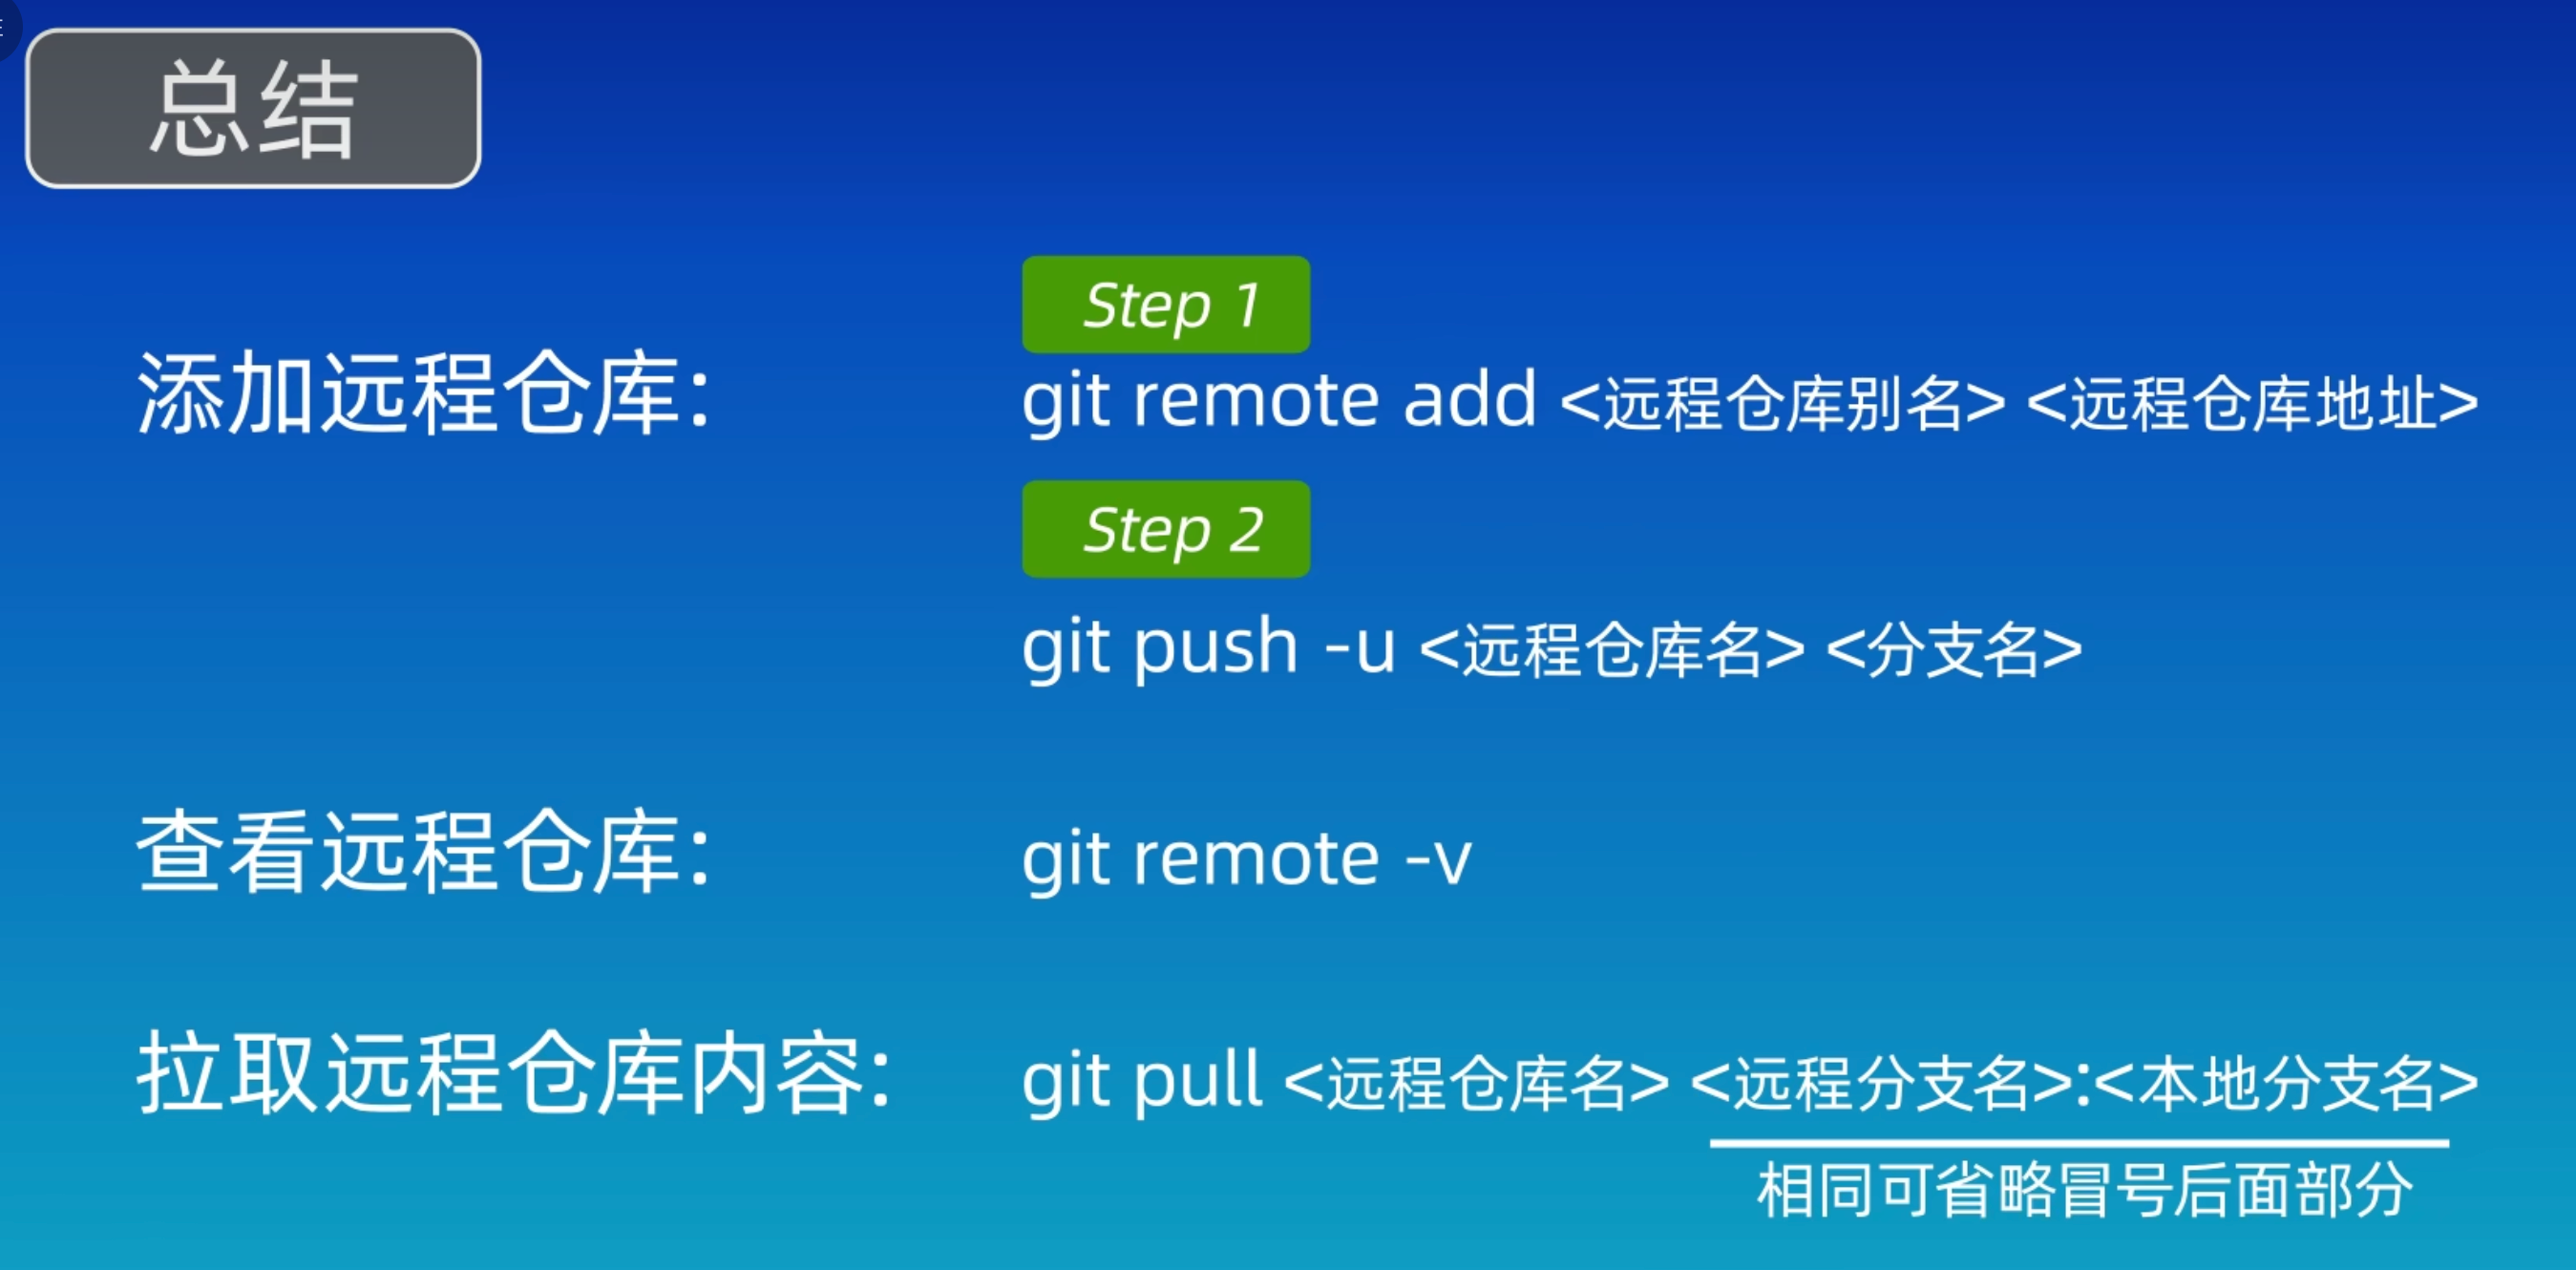 总结
Step 1
添加远程仓库: git remote add <远程仓库别名> <远程仓库地址>
Step 2
git push -u <远程仓库名> <分支名>
查看远程仓库: git remote -v
拉取远程仓库内容: git pull <远程仓库名> <远程分支名>:<本地分支名>
相同可省略冒号后面部分